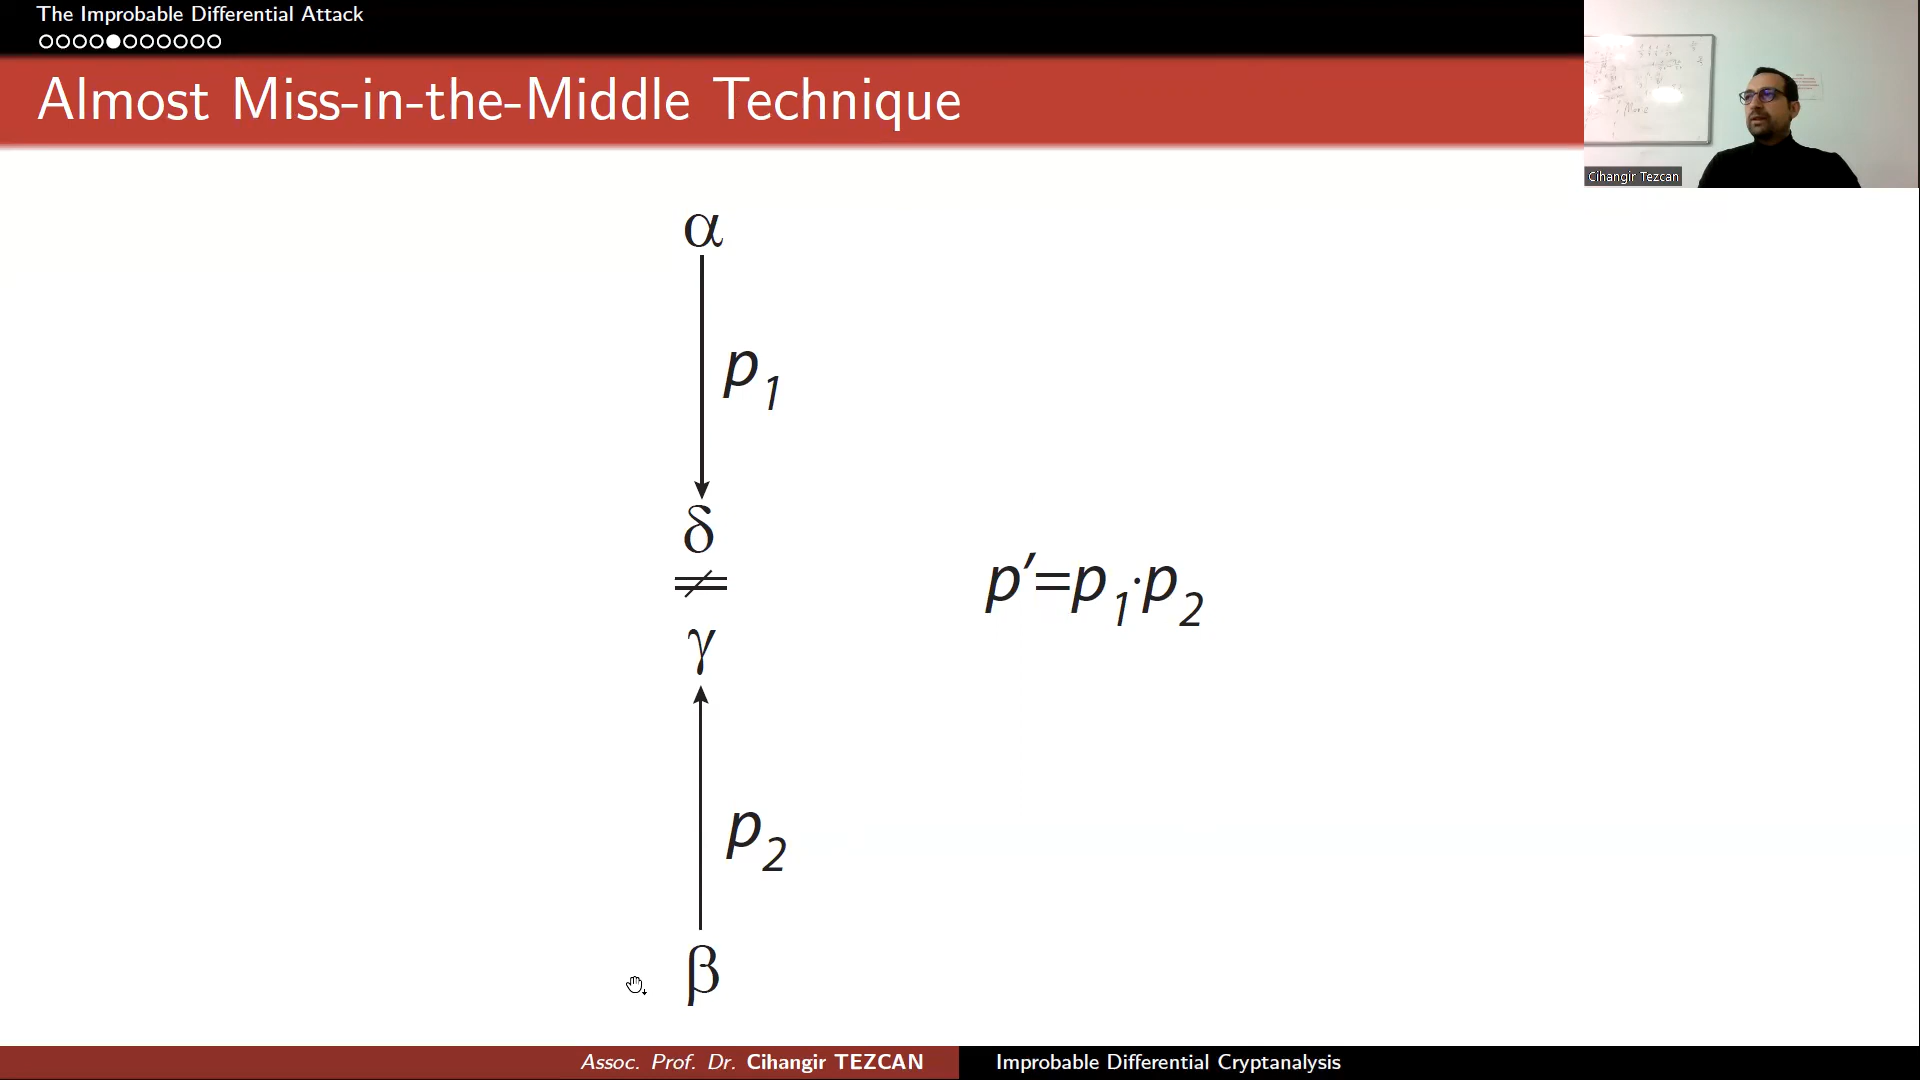 The Improbable Differential Attack
Almost Miss-in-the-Middle Technique
Cihangir Tezcan
α
p1
δ
≠
γ
p'=p1·p2
p2
β
Assoc. Prof. Dr. Cihangir TEZCAN
Improbable Differential Cryptanalysis